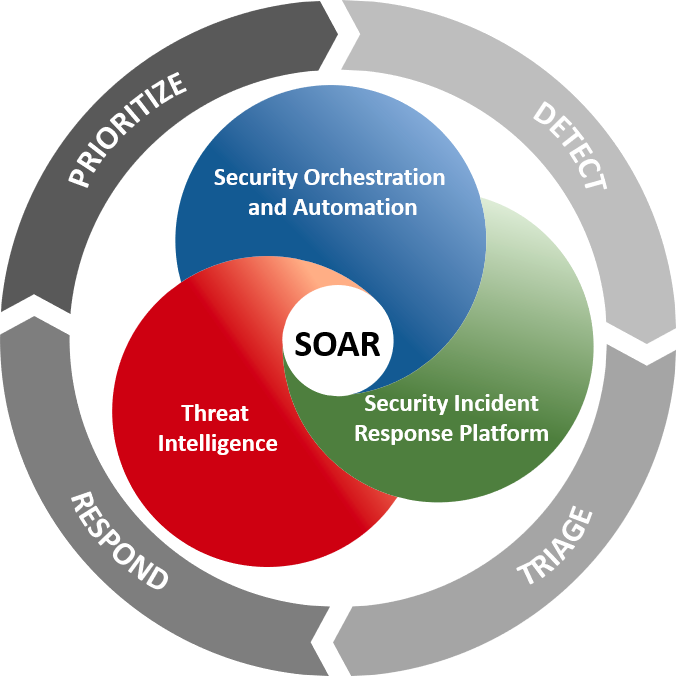 PRIORITIZE
DETECT
Security Orchestration
and Automation
SOAR
Threat
Intelligence
Security Incident
Response Platform
RESPOND
TRIAGE